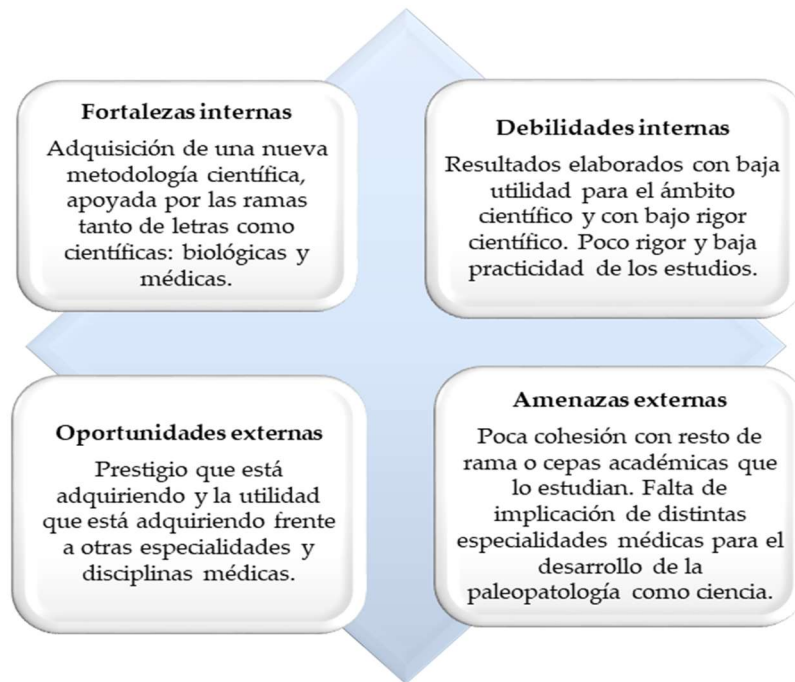 Fortalezas internas
Adquisición de una nueva
metodología científica,
apoyada por las ramas
tanto de letras como
científicas: biológicas y
médicas.
Debilidades internas
Resultados elaborados con baja
utilidad para el ámbito
científico y con bajo rigor
científico. Poco rigor y baja
practicidad de los estudios.
Oportunidades externas
Prestigio que está
adquiriendo y la utilidad
que está adquiriendo frente
a otras especialidades y
disciplinas médicas.
Amenazas externas
Poca cohesión con resto de
rama o cepas académicas que
lo estudian. Falta de
implicación de distintas
especialidades médicas para el
desarrollo de la
paleopatología como ciencia.